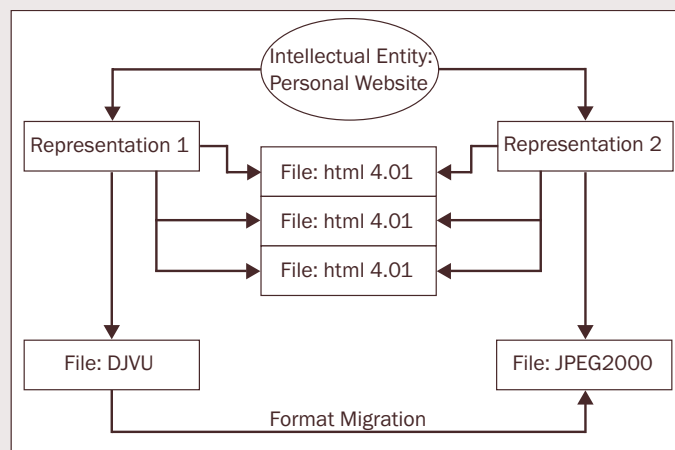 Intellectual Entity:
Personal Website
Representation 1
Representation 2
File: html 4.01
File: html 4.01
File: html 4.01
File: DJVU
File: JPEG2000
Format Migration